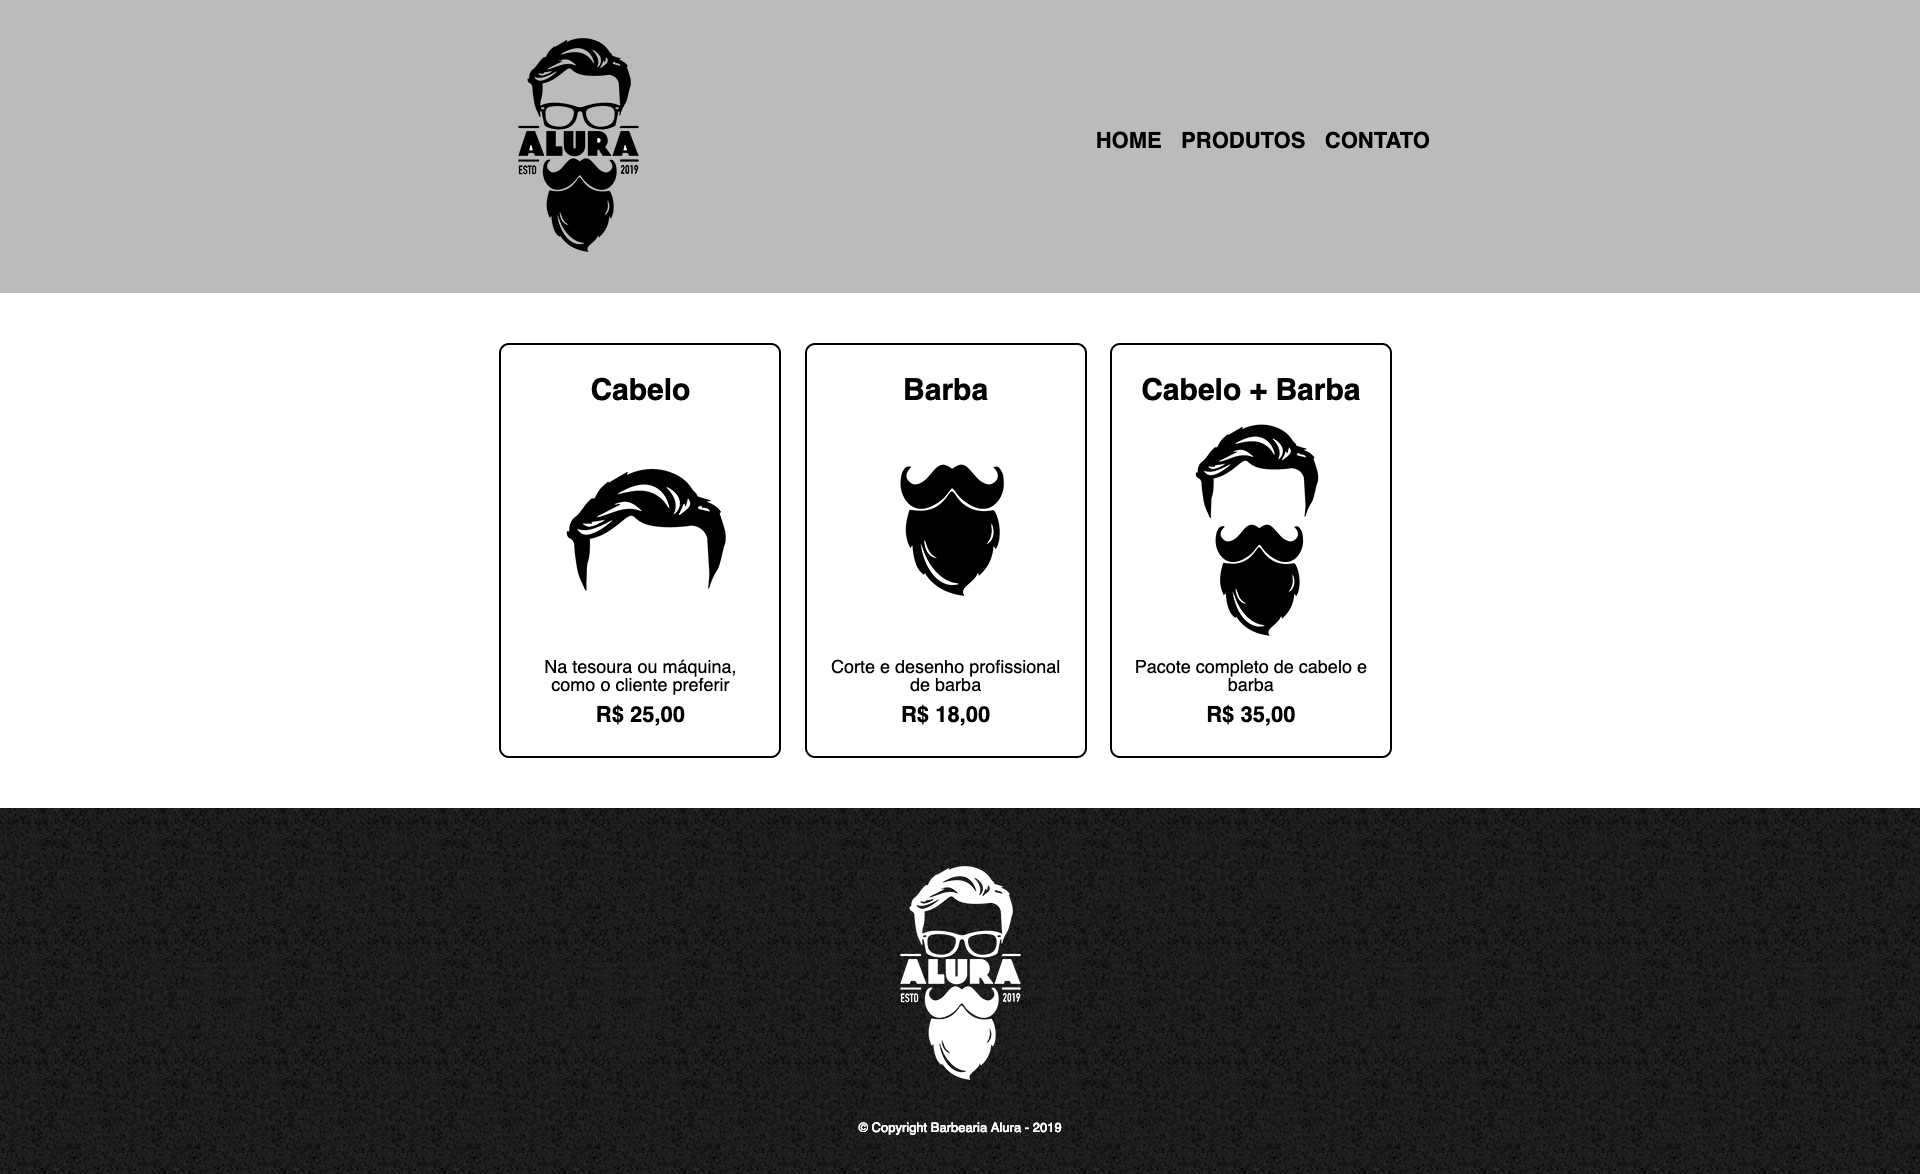 ALURA
ESTD 2019
HOME PRODUTOS CONTATO
Cabelo
Na tesoura ou máquina,
como o cliente preferir
R$ 25,00
Barba
Corte e desenho profissional
de barba
R$ 18,00
Cabelo + Barba
Pacote completo de cabelo e
barba
R$ 35,00
ALURA
ESTD 2019
© Copyright Barbearia Alura - 2019